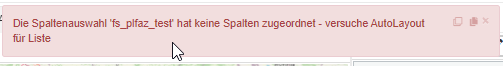 Die Spaltenauswahl 'fs_plfaz_test' hat keine Spalten zugeordnet - versuche AutoLayout
für Liste